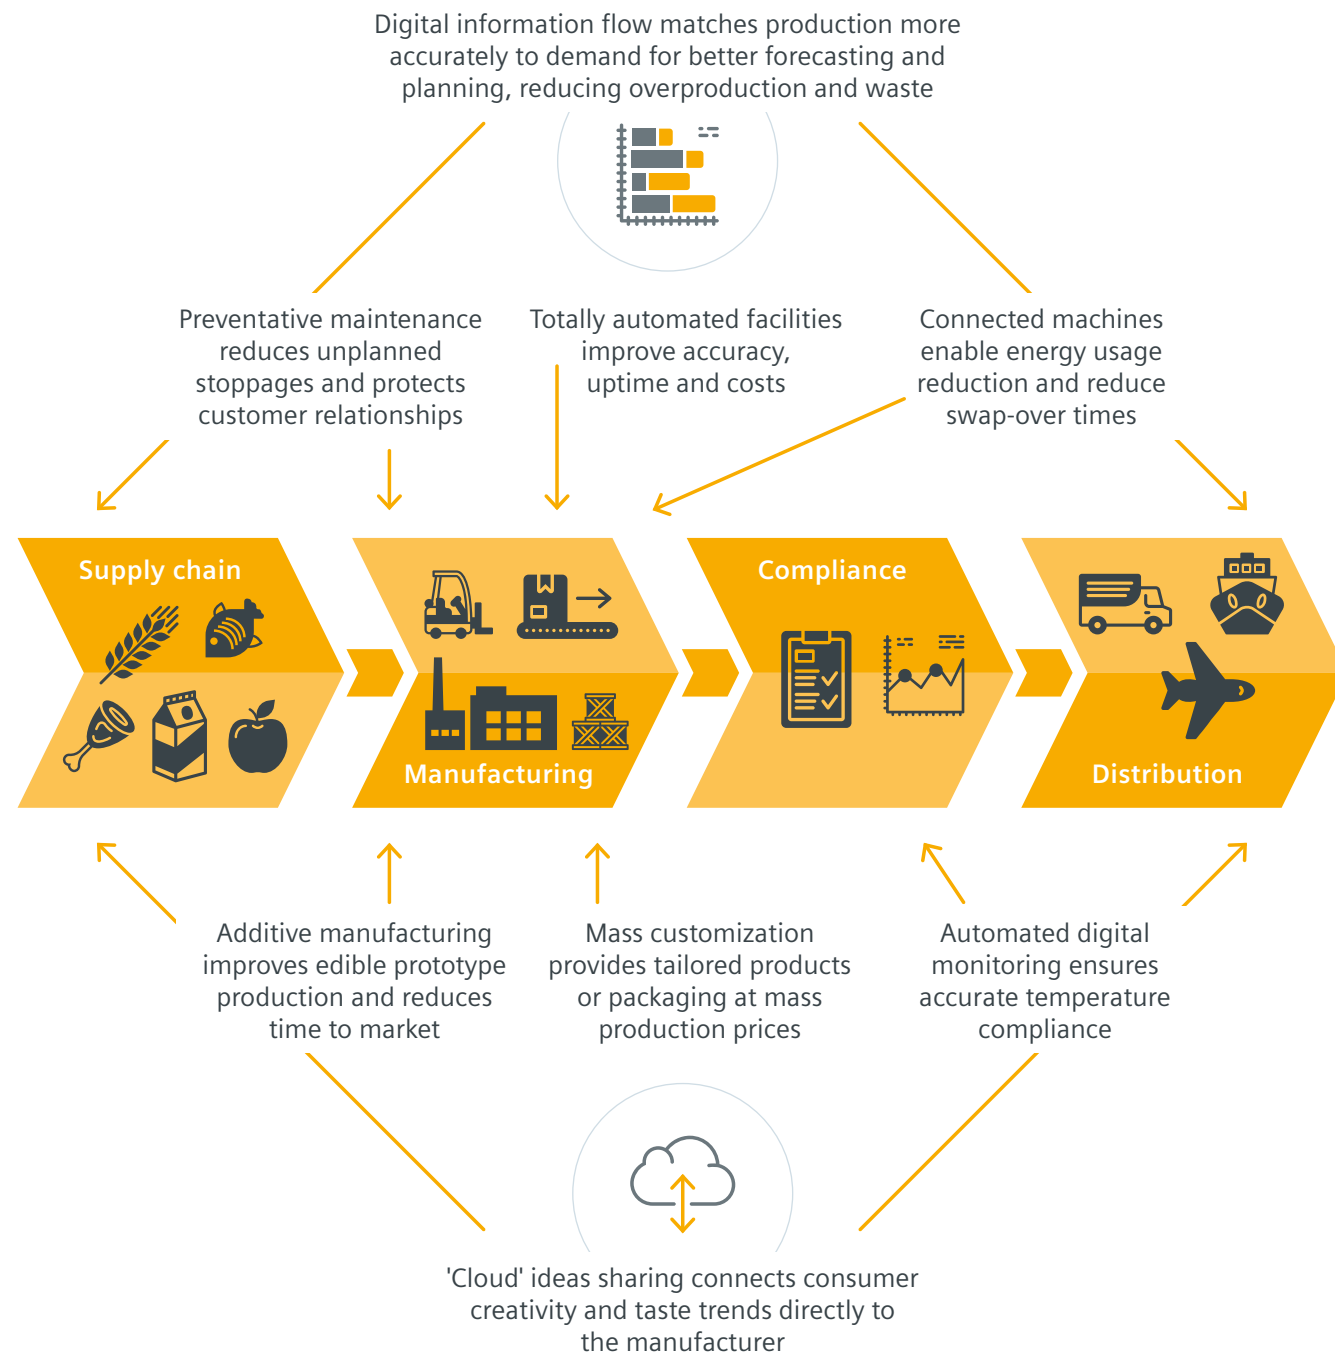 Digital information flow matches production more
accurately to demand for better forecasting and
planning, reducing overproduction and waste
Preventative maintenance
reduces unplanned
stoppages and protects
customer relationships
Totally automated facilities
improve accuracy,
uptime and costs
Connected machines
enable energy usage
reduction and reduce
swap-over times
Supply chain
Manufacturing
Compliance
Distribution
Additive manufacturing
improves edible prototype
production and reduces
time to market
Mass customization
provides tailored products
or packaging at mass
production prices
Automated digital
monitoring ensures
accurate temperature
compliance
'Cloud' ideas sharing connects consumer
creativity and taste trends directly to
the manufacturer